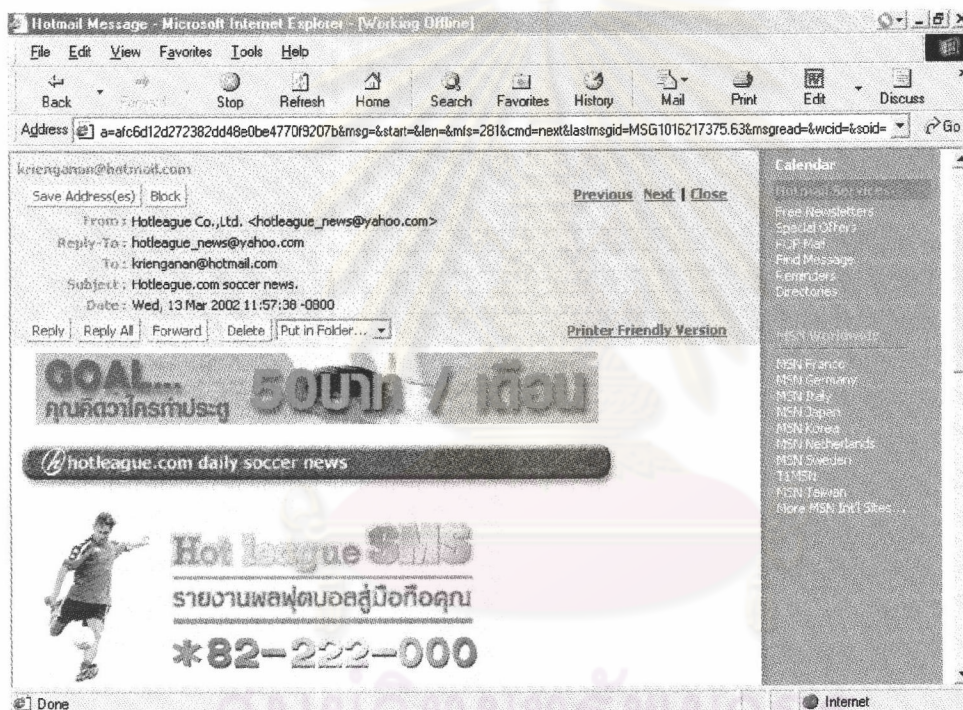 Hotmail Message - Microsoft Internet Explorer - [Working Offline]
File Edit View Favorites Tools Help
Back Forward Stop Refresh Home Search Favorites History Mail Print Edit Discuss
Address a=afc6d12d272382dd48e0be4770f9207b&msg=&start=&len=&mfs=281&cmd=next&lastmsgid=MSG1016217375.63&msgread=&wcid=&soid= Go
krienganan@hotmail.com
Save Address(es) Block Previous Next | Close
From : Hotleague Co.,Ltd. <hotleague_news@yahoo.com>
Reply-To : hotleague_news@yahoo.com
To : krienganan@hotmail.com
Subject : Hotleague.com soccer news.
Date : Wed, 13 Mar 2002 11:57:38 -0800
Reply Reply All Forward Delete Put in Folder... Printer Friendly Version
GOAL...
คุณคิดว่าใครทำประตู
50บาท / เดือน
hotleague.com daily soccer news
Hot league SMS
รายงานผลฟุตบอลสู่มือถือคุณ
*82-222-000
Calendar
Hotmail Services
Free Newsletters
Special Offers
POP Mail
Find Message
Reminders
Directories
MSN Worldwide
MSN France
MSN Germany
MSN Italy
MSN Japan
MSN Korea
MSN Netherlands
MSN Sweden
T1MSN
MSN Taiwan
More MSN Int'l Sites...
Done Internet